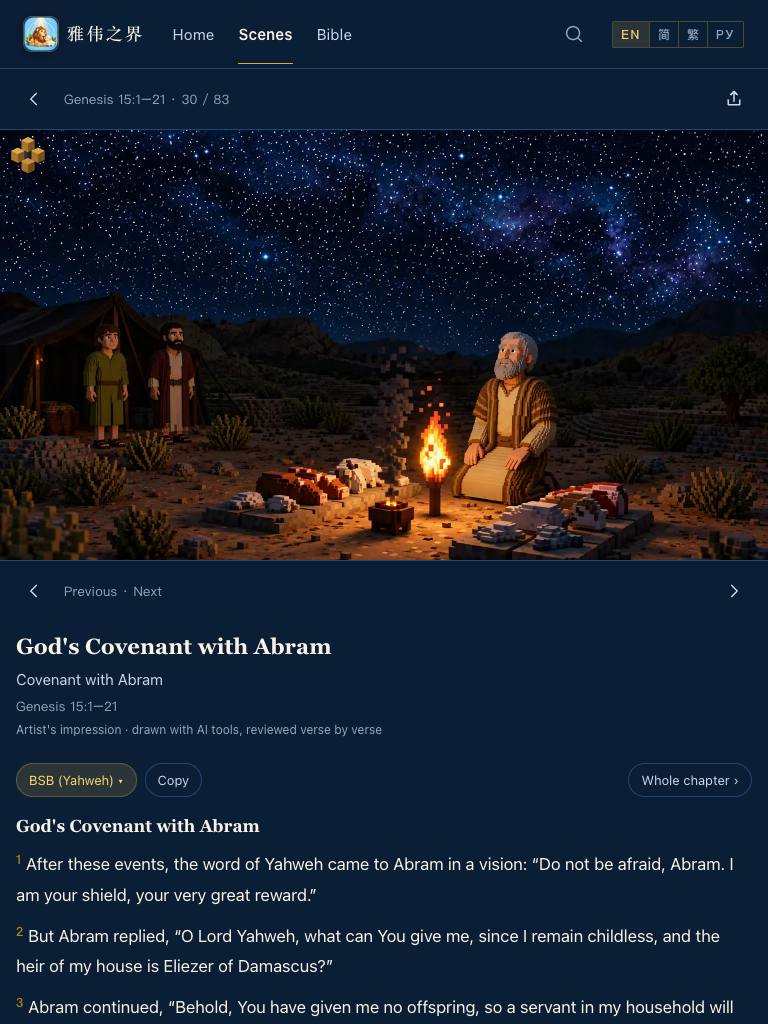 雅伟之界 Home Scenes Bible EN 简 繁 РУ
Genesis 15:1–21 · 30 / 83
Previous · Next
God's Covenant with Abram
Covenant with Abram
Genesis 15:1–21
Artist's impression · drawn with AI tools, reviewed verse by verse
BSB (Yahweh) ▾ Copy Whole chapter ›
God's Covenant with Abram
1 After these events, the word of Yahweh came to Abram in a vision: “Do not be afraid, Abram. I
am your shield, your very great reward.”
2 But Abram replied, “O Lord Yahweh, what can You give me, since I remain childless, and the
heir of my house is Eliezer of Damascus?”
3 Abram continued, “Behold, You have given me no offspring, so a servant in my household will